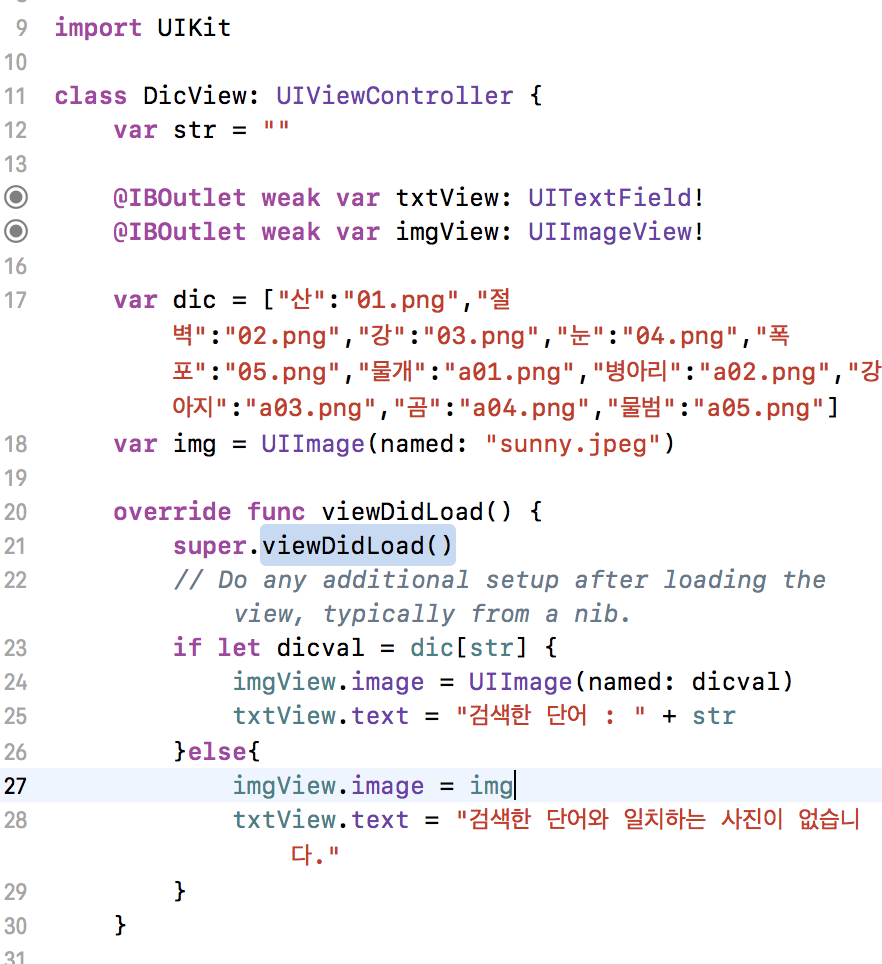 9 import UIKit
10
11 class DicView: UIViewController {
12 var str = ""
13
@IBOutlet weak var txtView: UITextField!
@IBOutlet weak var imgView: UIImageView!
16
17 var dic = ["산":"01.png","절
벽":"02.png","강":"03.png","눈":"04.png","폭
포":"05.png","물개":"a01.png","병아리":"a02.png","강
아지":"a03.png","곰":"a04.png","물범":"a05.png"]
18 var img = UIImage(named: "sunny.jpeg")
19
20 override func viewDidLoad() {
21 super.viewDidLoad()
22 // Do any additional setup after loading the
view, typically from a nib.
23 if let dicval = dic[str] {
24 imgView.image = UIImage(named: dicval)
25 txtView.text = "검색한 단어 : " + str
26 }else{
27 imgView.image = img
28 txtView.text = "검색한 단어와 일치하는 사진이 없습니
다."
29 }
30 }
31